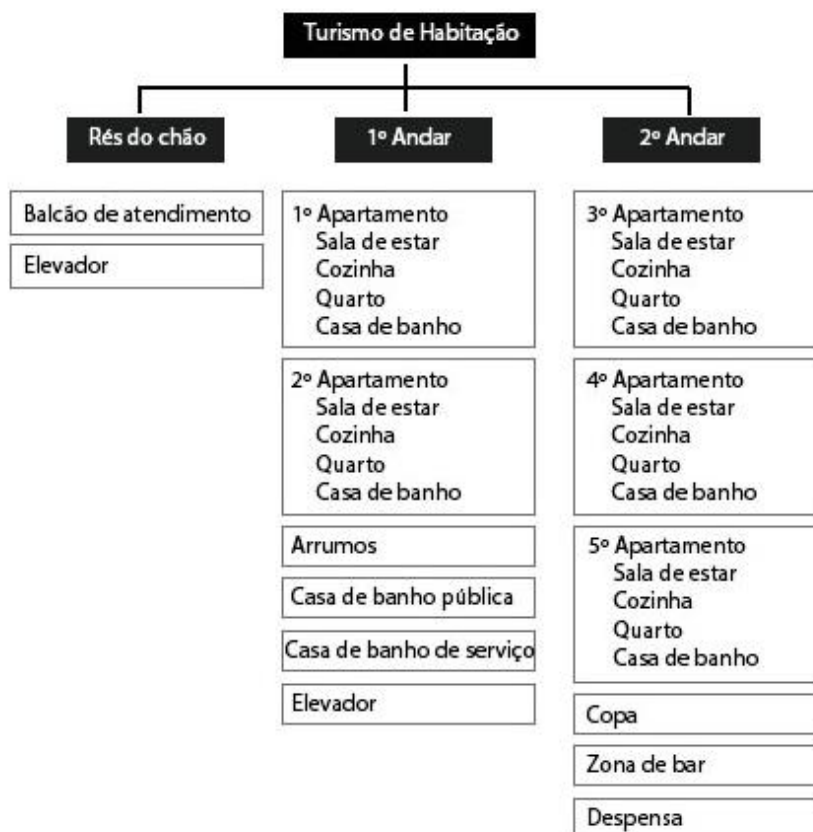 Turismo de Habitação
Rés do chão
Balcão de atendimento
Elevador
1º Andar
1º Apartamento
Sala de estar
Cozinha
Quarto
Casa de banho
2º Apartamento
Sala de estar
Cozinha
Quarto
Casa de banho
Arrumos
Casa de banho pública
Casa de banho de serviço
Elevador
2º Andar
3º Apartamento
Sala de estar
Cozinha
Quarto
Casa de banho
4º Apartamento
Sala de estar
Cozinha
Quarto
Casa de banho
5º Apartamento
Sala de estar
Cozinha
Quarto
Casa de banho
Copa
Zona de bar
Despensa